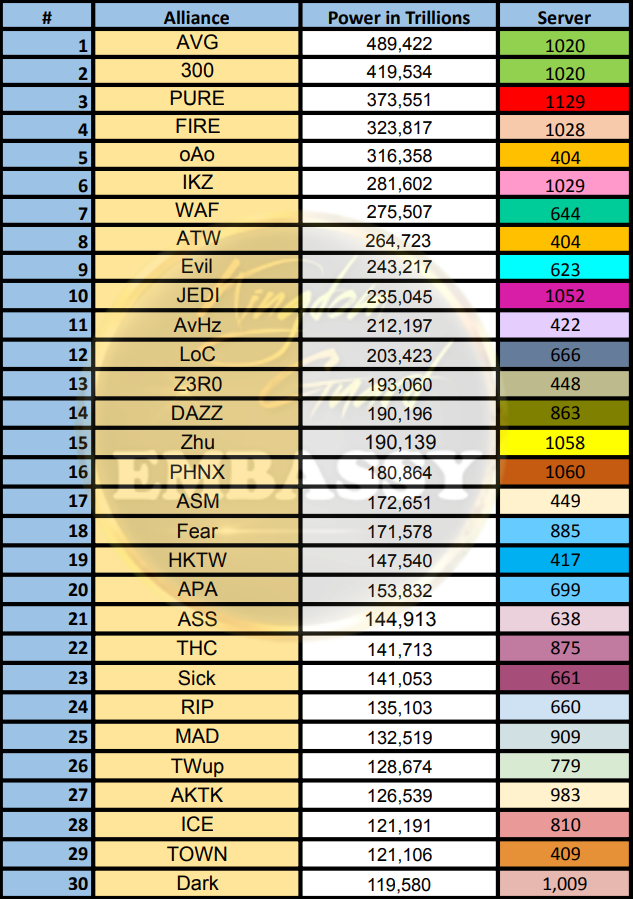 # Alliance Power in Trillions Server
1 AVG 489,422 1020
2 300 419,534 1020
3 PURE 373,551 1129
4 FIRE 323,817 1028
5 oAo 316,358 404
6 IKZ 281,602 1029
7 WAF 275,507 644
8 ATW 264,723 404
9 Evil 243,217 623
10 JEDI 235,045 1052
11 AvHz 212,197 422
12 LoC 203,423 666
13 Z3R0 193,060 448
14 DAZZ 190,196 863
15 Zhu 190,139 1058
16 PHNX 180,864 1060
17 ASM 172,651 449
18 Fear 171,578 885
19 HKTW 147,540 417
20 APA 153,832 699
21 ASS 144,913 638
22 THC 141,713 875
23 Sick 141,053 661
24 RIP 135,103 660
25 MAD 132,519 909
26 TWup 128,674 779
27 AKTK 126,539 983
28 ICE 121,191 810
29 TOWN 121,106 409
30 Dark 119,580 1,009
Kingdom
Guard
EMBASSY